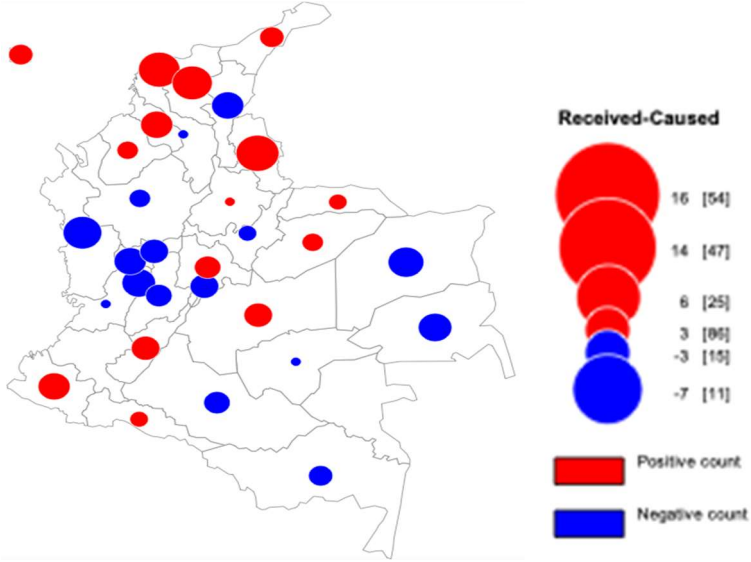 Received-Caused
16 [54]
14 [47]
6 [25]
3 [86]
-3 [15]
-7 [11]
Positive count
Negative count